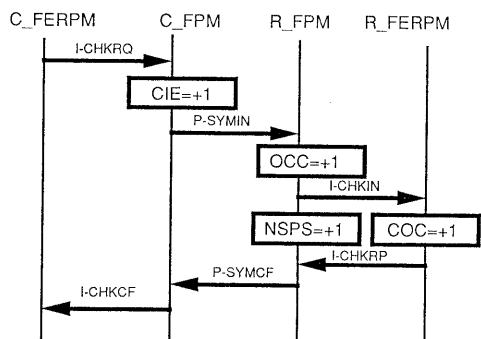 C_FERPM C_FPM R_FPM R_FERPM
I-CHKRQ
CIE=+1
P-SYMIN
OCC=+1
I-CHKIN
NSPS=+1 COC=+1
I-CHKRP
P-SYMCF
I-CHKCF